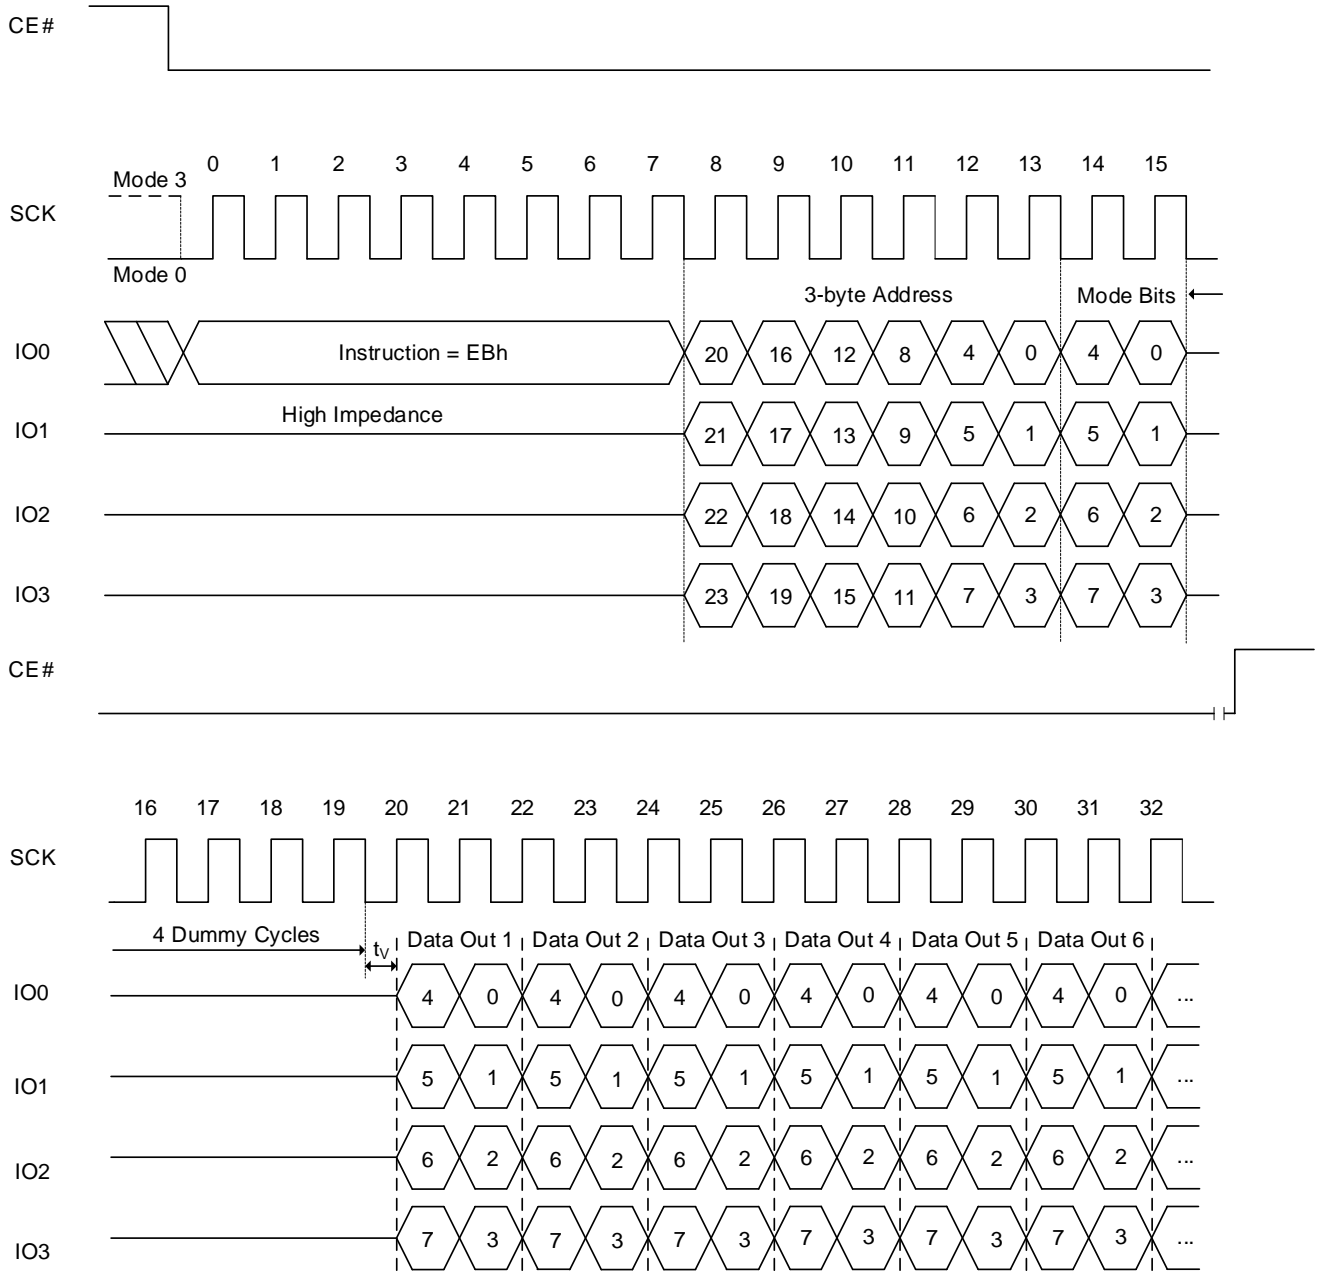 CE#
0 1 2 3 4 5 6 7 8 9 10 11 12 13 14 15
Mode 3
SCK
Mode 0
3-byte Address Mode Bits
IO0 Instruction = EBh 20 16 12 8 4 0 4 0
High Impedance
IO1 21 17 13 9 5 1 5 1
IO2 22 18 14 10 6 2 6 2
IO3 23 19 15 11 7 3 7 3
CE#
16 17 18 19 20 21 22 23 24 25 26 27 28 29 30 31 32
SCK
4 Dummy Cycles tV Data Out 1 Data Out 2 Data Out 3 Data Out 4 Data Out 5 Data Out 6
IO0 4 0 4 0 4 0 4 0 4 0 4 0 ...
IO1 5 1 5 1 5 1 5 1 5 1 5 1 ...
IO2 6 2 6 2 6 2 6 2 6 2 6 2 ...
IO3 7 3 7 3 7 3 7 3 7 3 7 3 ...